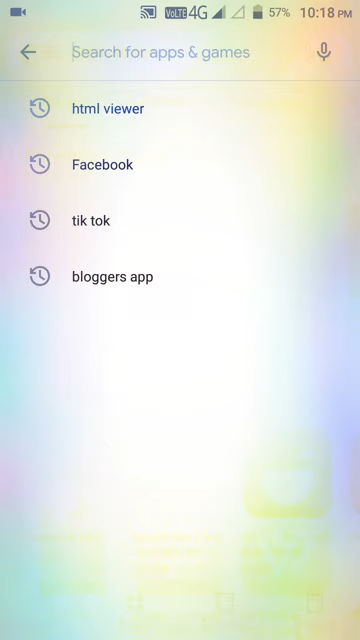 VoLTE 4G 57% 10:18 PM
Search for apps & games
html viewer
Facebook
tik tok
bloggers app